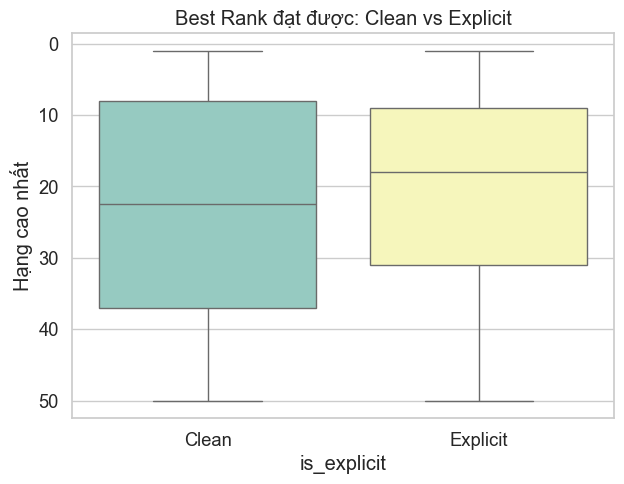 Best Rank đạt được: Clean vs Explicit
Hạng cao nhất
0
10
20
30
40
50
Clean
Explicit
is_explicit